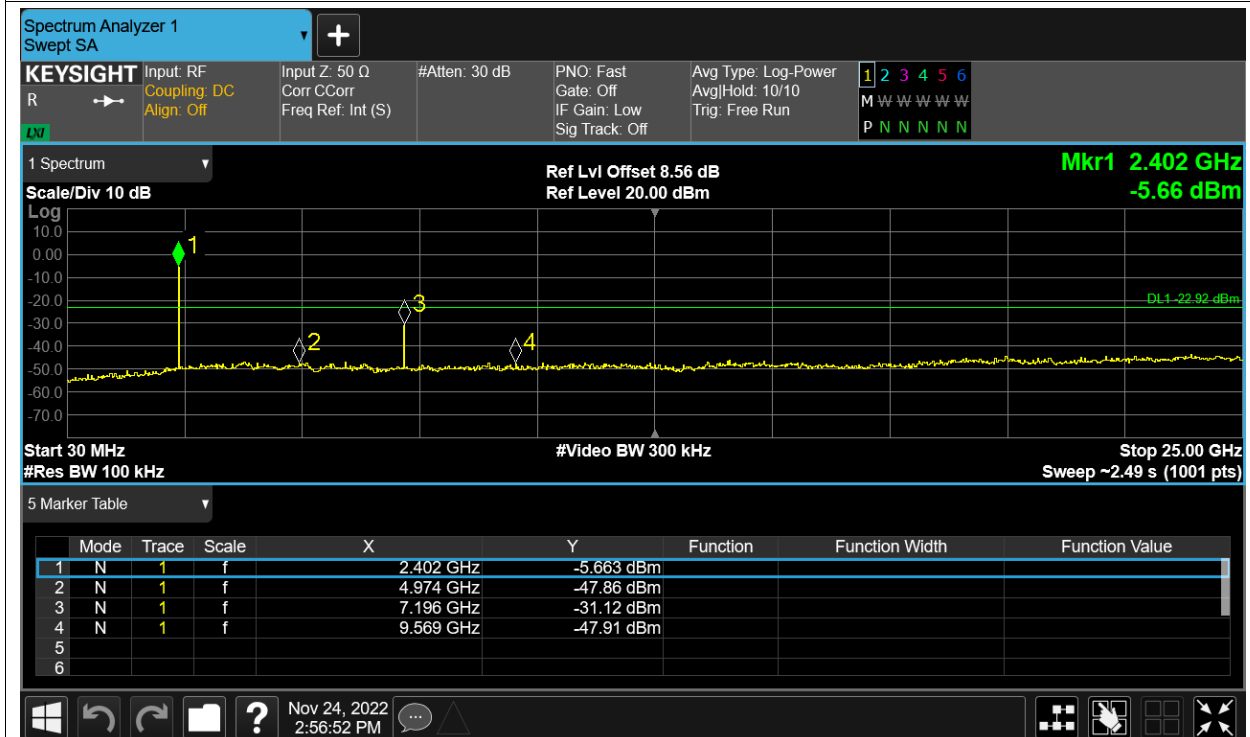 Spectrum Analyzer 1
Swept SA
+
KEYSIGHT Input: RF Input Z: 50 Ω #Atten: 30 dB PNO: Fast Avg Type: Log-Power 1 2 3 4 5 6
R Coupling: DC Corr CCorr Gate: Off Avg|Hold: 10/10 M W W W W W W
Align: Off Freq Ref: Int (S) IF Gain: Low Trig: Free Run
LXI Sig Track: Off P N N N N N N
1 Spectrum Ref Lvl Offset 8.56 dB Mkr1 2.402 GHz
Scale/Div 10 dB Ref Level 20.00 dBm -5.66 dBm
Log
10.0
0.00 1
-10.0
-20.0 3 DL1 -22.92 dBm
-30.0
-40.0 2 4
-50.0
-60.0
-70.0
Start 30 MHz #Video BW 300 kHz Stop 25.00 GHz
#Res BW 100 kHz Sweep ~2.49 s (1001 pts)
5 Marker Table
Mode Trace Scale X Y Function Function Width Function Value
1 N 1 f 2.402 GHz -5.663 dBm
2 N 1 f 4.974 GHz -47.86 dBm
3 N 1 f 7.196 GHz -31.12 dBm
4 N 1 f 9.569 GHz -47.91 dBm
5
6
? Nov 24, 2022
2:56:52 PM